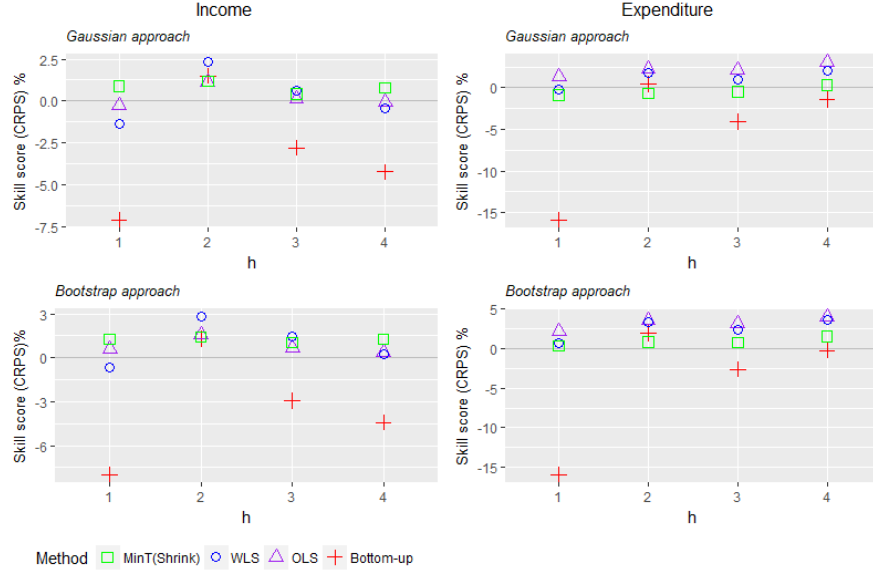 Income
Expenditure
Gaussian approach
Gaussian approach
Skill score (CRPS) %
2.5
0.0
-2.5
-5.0
-7.5
1 2 3 4
h
Skill score (CRPS) %
0
-5
-10
-15
1 2 3 4
h
Bootstrap approach
Bootstrap approach
Skill score (CRPS)%
3
0
-3
-6
1 2 3 4
h
Skill score (CRPS) %
5
0
-5
-10
-15
1 2 3 4
h
Method MinT(Shrink) WLS OLS Bottom-up